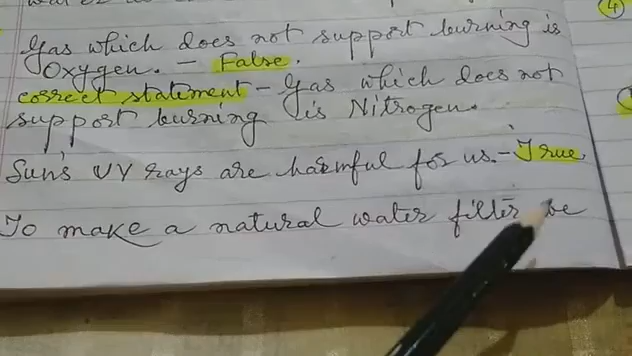 Gas which does not support burning is
Oxygen. - False.
correct statement - Gas which does not
support burning is Nitrogen.
Sun's UV rays are harmful for us. - True.
To make a natural water filter
4